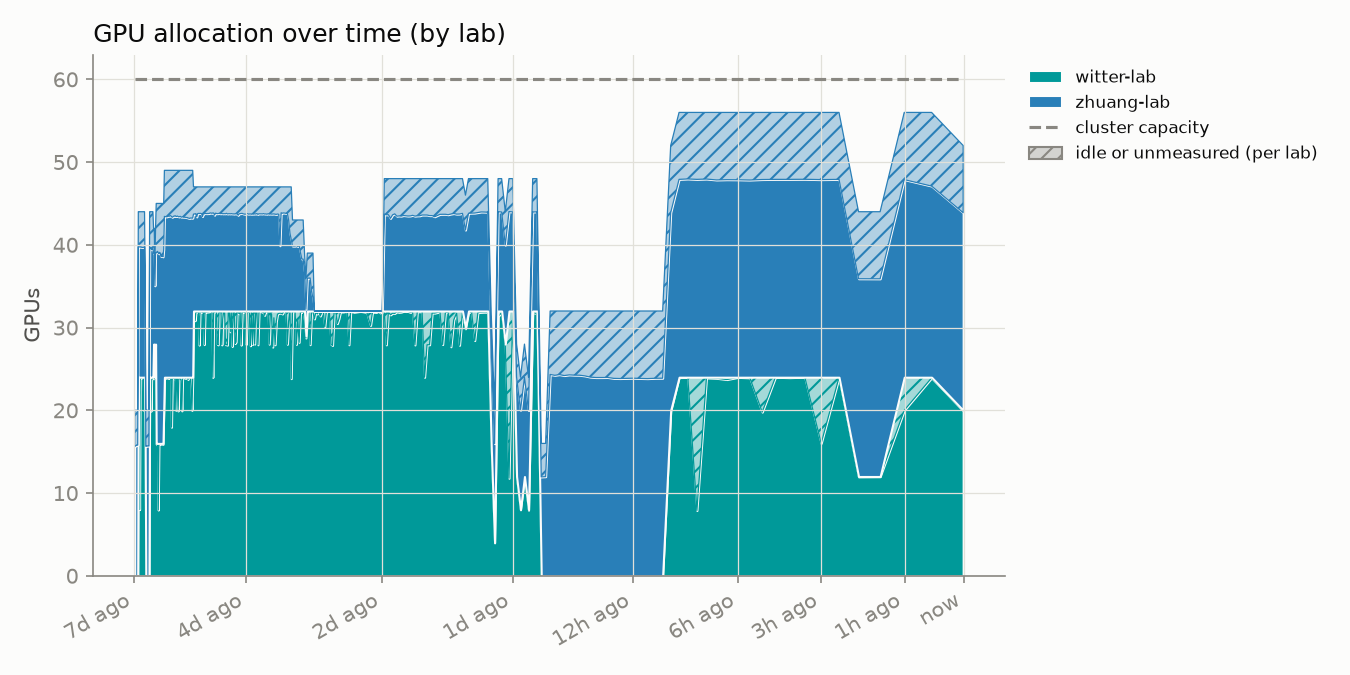 GPU allocation over time (by lab)
witter-lab
zhuang-lab
cluster capacity
idle or unmeasured (per lab)
GPUs
60
50
40
30
20
10
0
7d ago
4d ago
2d ago
1d ago
12h ago
6h ago
3h ago
1h ago
now